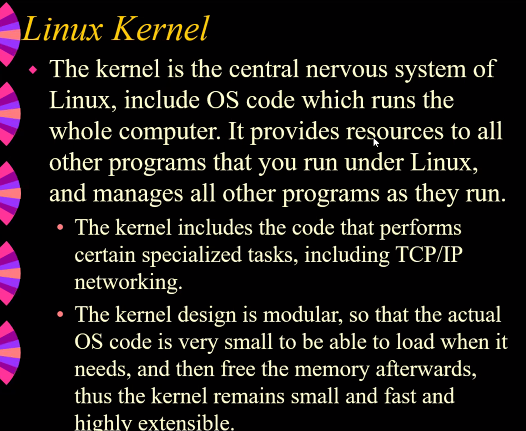 Linux Kernel
The kernel is the central nervous system of
Linux, include OS code which runs the
whole computer. It provides resources to all
other programs that you run under Linux,
and manages all other programs as they run.
The kernel includes the code that performs
certain specialized tasks, including TCP/IP
networking.
The kernel design is modular, so that the actual
OS code is very small to be able to load when it
needs, and then free the memory afterwards,
thus the kernel remains small and fast and
highly extensible.